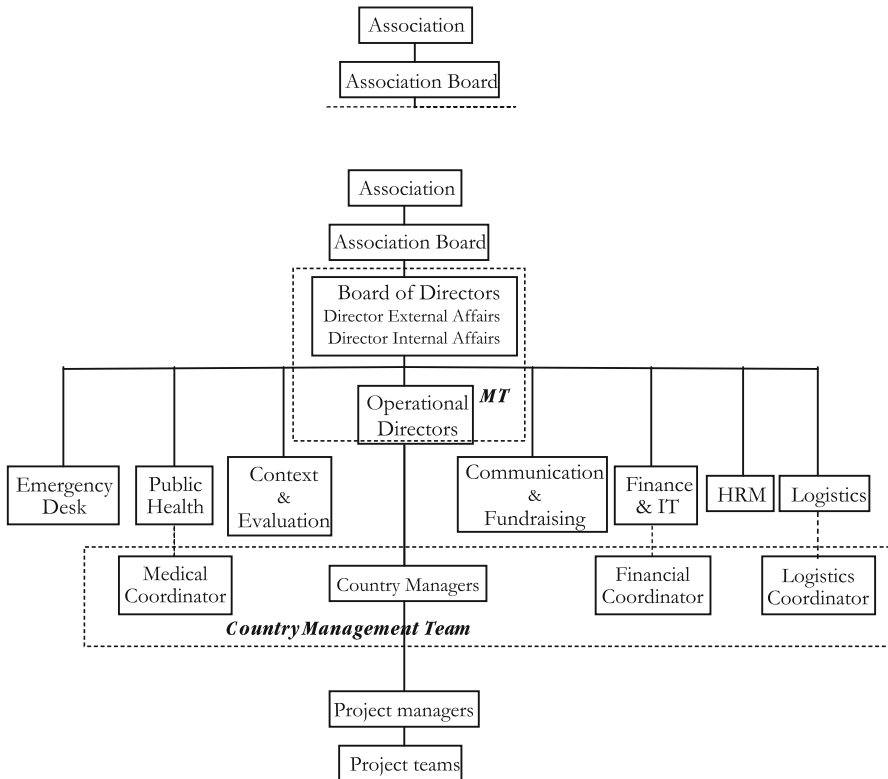 Association
Association Board
Association
Association Board
Board of Directors
Director External Affairs
Director Internal Affairs
Operational
Directors
MT
Emergency
Desk
Public
Health
Context
&
Evaluation
Communication
&
Fundraising
Finance
& IT
HRM
Logistics
Medical
Coordinator
Country Managers
Financial
Coordinator
Logistics
Coordinator
Country Management Team
Project managers
Project teams